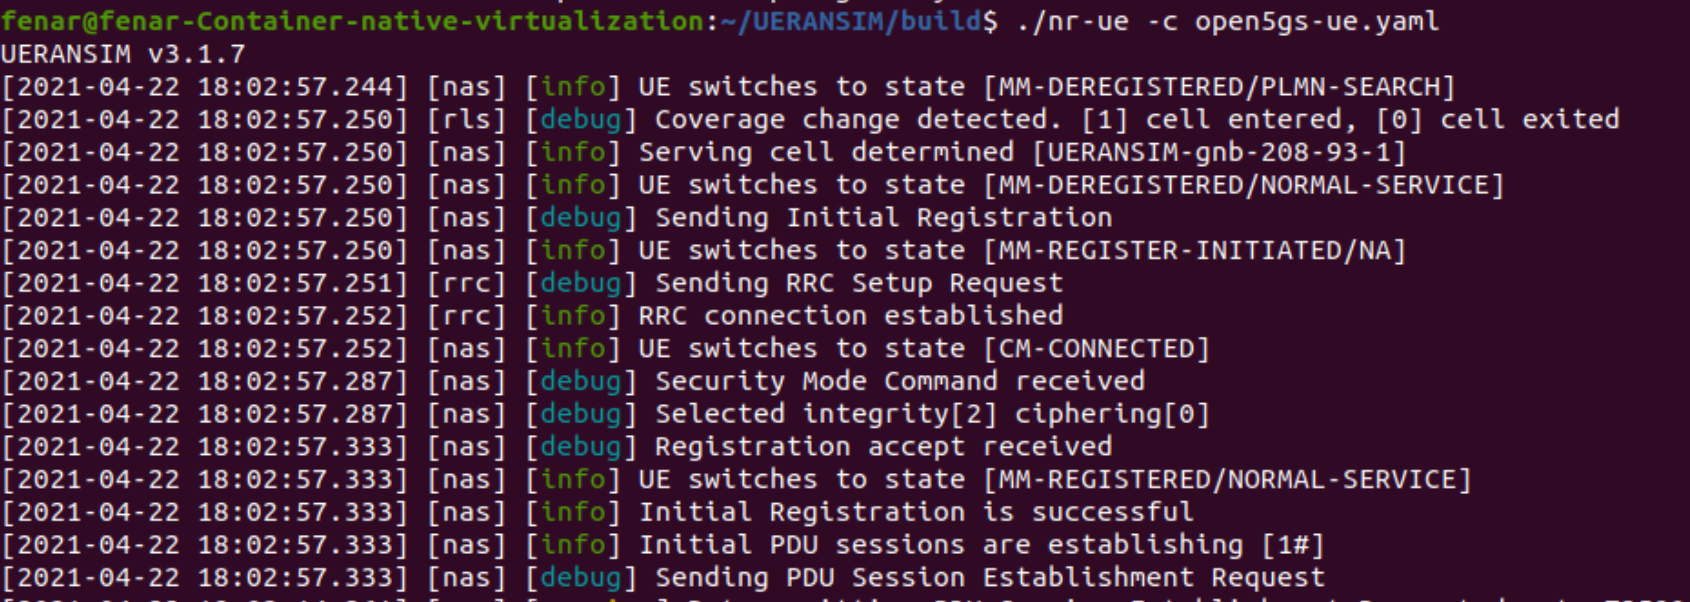 fenar@fenar-Container-native-virtualization:~/UERANSIM/build$ ./nr-ue -c open5gs-ue.yaml
UERANSIM v3.1.7
[2021-04-22 18:02:57.244] [nas] [info] UE switches to state [MM-DEREGISTERED/PLMN-SEARCH]
[2021-04-22 18:02:57.250] [rls] [debug] Coverage change detected. [1] cell entered, [0] cell exited
[2021-04-22 18:02:57.250] [nas] [info] Serving cell determined [UERANSIM-gnb-208-93-1]
[2021-04-22 18:02:57.250] [nas] [info] UE switches to state [MM-DEREGISTERED/NORMAL-SERVICE]
[2021-04-22 18:02:57.250] [nas] [debug] Sending Initial Registration
[2021-04-22 18:02:57.250] [nas] [info] UE switches to state [MM-REGISTER-INITIATED/NA]
[2021-04-22 18:02:57.251] [rrc] [debug] Sending RRC Setup Request
[2021-04-22 18:02:57.252] [rrc] [info] RRC connection established
[2021-04-22 18:02:57.252] [nas] [info] UE switches to state [CM-CONNECTED]
[2021-04-22 18:02:57.287] [nas] [debug] Security Mode Command received
[2021-04-22 18:02:57.287] [nas] [debug] Selected integrity[2] ciphering[0]
[2021-04-22 18:02:57.333] [nas] [debug] Registration accept received
[2021-04-22 18:02:57.333] [nas] [info] UE switches to state [MM-REGISTERED/NORMAL-SERVICE]
[2021-04-22 18:02:57.333] [nas] [info] Initial Registration is successful
[2021-04-22 18:02:57.333] [nas] [info] Initial PDU sessions are establishing [1#]
[2021-04-22 18:02:57.333] [nas] [debug] Sending PDU Session Establishment Request